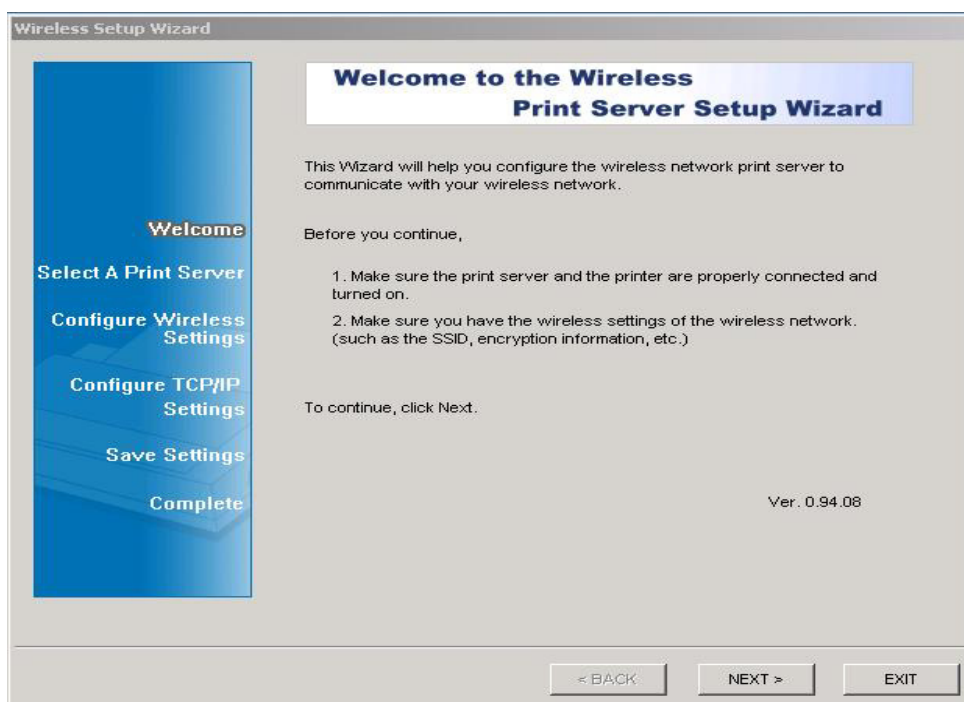 Wireless Setup Wizard
Welcome to the Wireless
Print Server Setup Wizard
This Wizard will help you configure the wireless network print server to
communicate with your wireless network.
Before you continue,
1. Make sure the print server and the printer are properly connected and
turned on.
2. Make sure you have the wireless settings of the wireless network.
(such as the SSID, encryption information, etc.)
To continue, click Next.
Ver. 0.94.08
Welcome
Select A Print Server
Configure Wireless
Settings
Configure TCP/IP
Settings
Save Settings
Complete
< BACK
NEXT >
EXIT